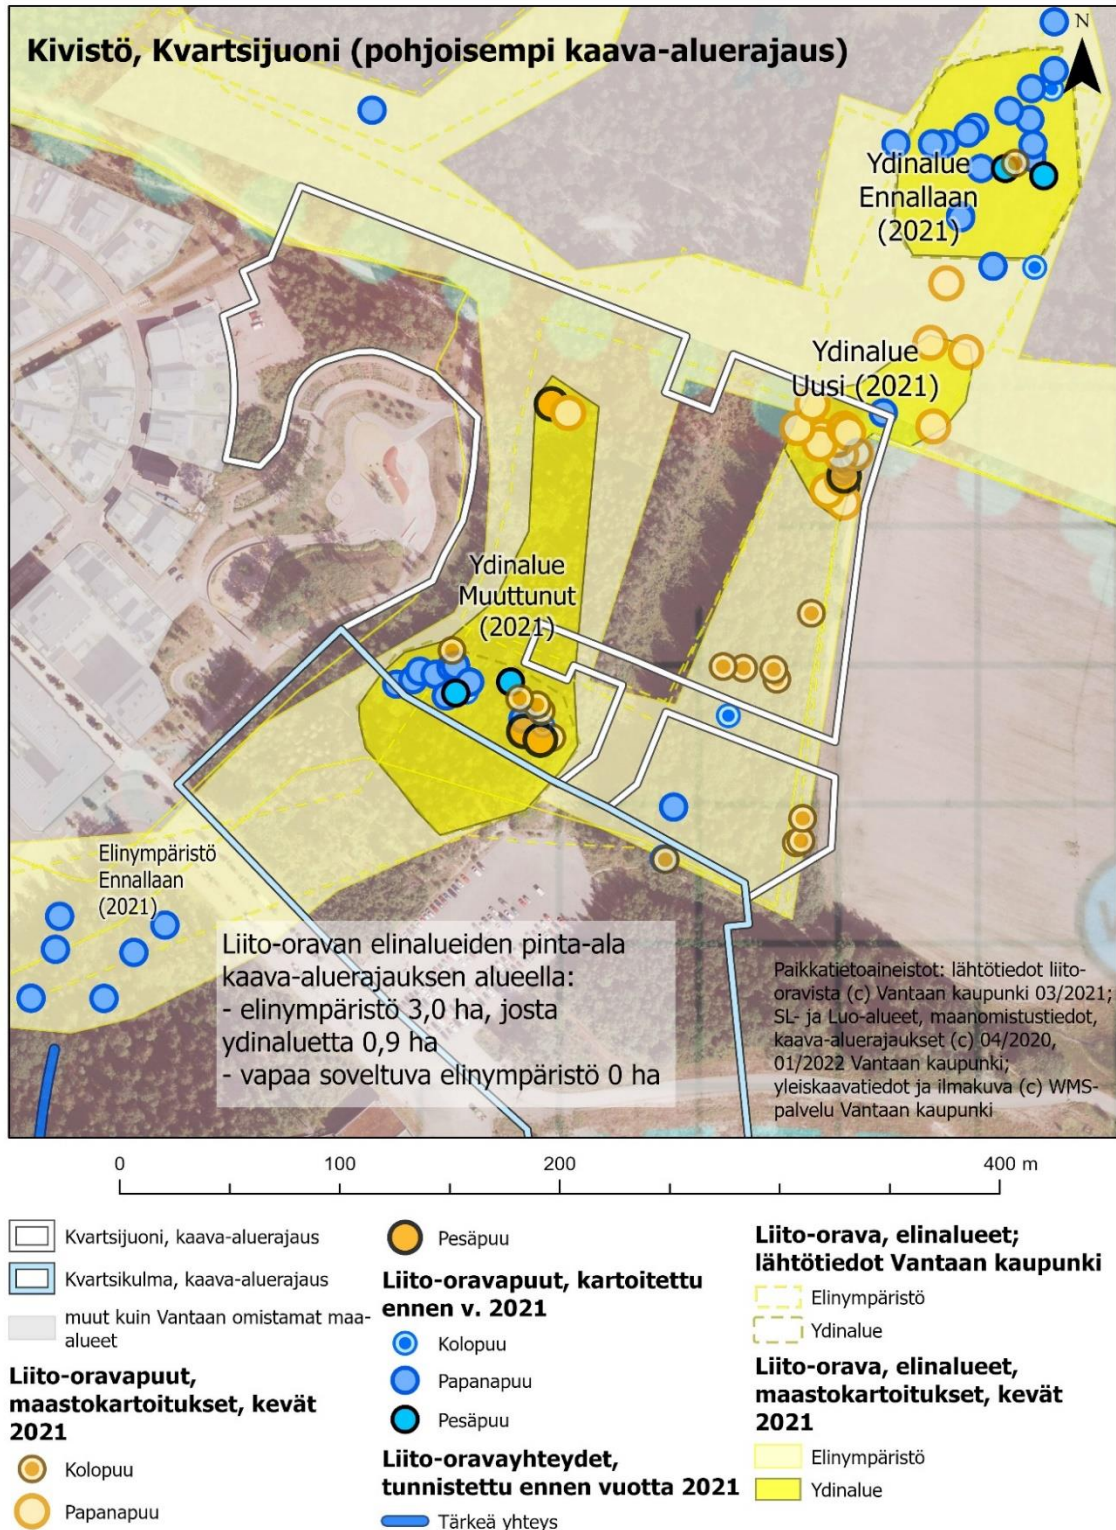 Kivistö, Kvartsijuoni (pohjoisempi kaava-aluerajaus)
N
Ydinalue
Ennallaan
(2021)
Ydinalue
Uusi (2021)
Ydinalue
Muuttunut
(2021)
Elinympäristö
Ennallaan
(2021)
Liito-oravan elinalueiden pinta-ala
kaava-aluerajauksen alueella:
- elinympäristö 3,0 ha, josta
ydinaluetta 0,9 ha
- vapaa soveltuva elinympäristö 0 ha
Paikkatietoaineistot: lähtötiedot liito-
oravista (c) Vantaan kaupunki 03/2021;
SL- ja Luo-alueet, maanomistustiedot,
kaava-aluerajaukset (c) 04/2020,
01/2022 Vantaan kaupunki;
yleiskaavatiedot ja ilmakuva (c) WMS-
palvelu Vantaan kaupunki
0 100 200 400 m
Kvartsijuoni, kaava-aluerajaus
Kvartsikulma, kaava-aluerajaus
muut kuin Vantaan omistamat maa-
alueet
Liito-oravapuut,
maastokartoitukset, kevät
2021
Kolopuu
Papanapuu
Pesäpuu
Liito-oravapuut, kartoitettu
ennen v. 2021
Kolopuu
Papanapuu
Pesäpuu
Liito-oravayhteydet,
tunnistettu ennen vuotta 2021
Tärkeä yhteys
Liito-orava, elinalueet;
lähtötiedot Vantaan kaupunki
Elinympäristö
Ydinalue
Liito-orava, elinalueet,
maastokartoitukset, kevät
2021
Elinympäristö
Ydinalue